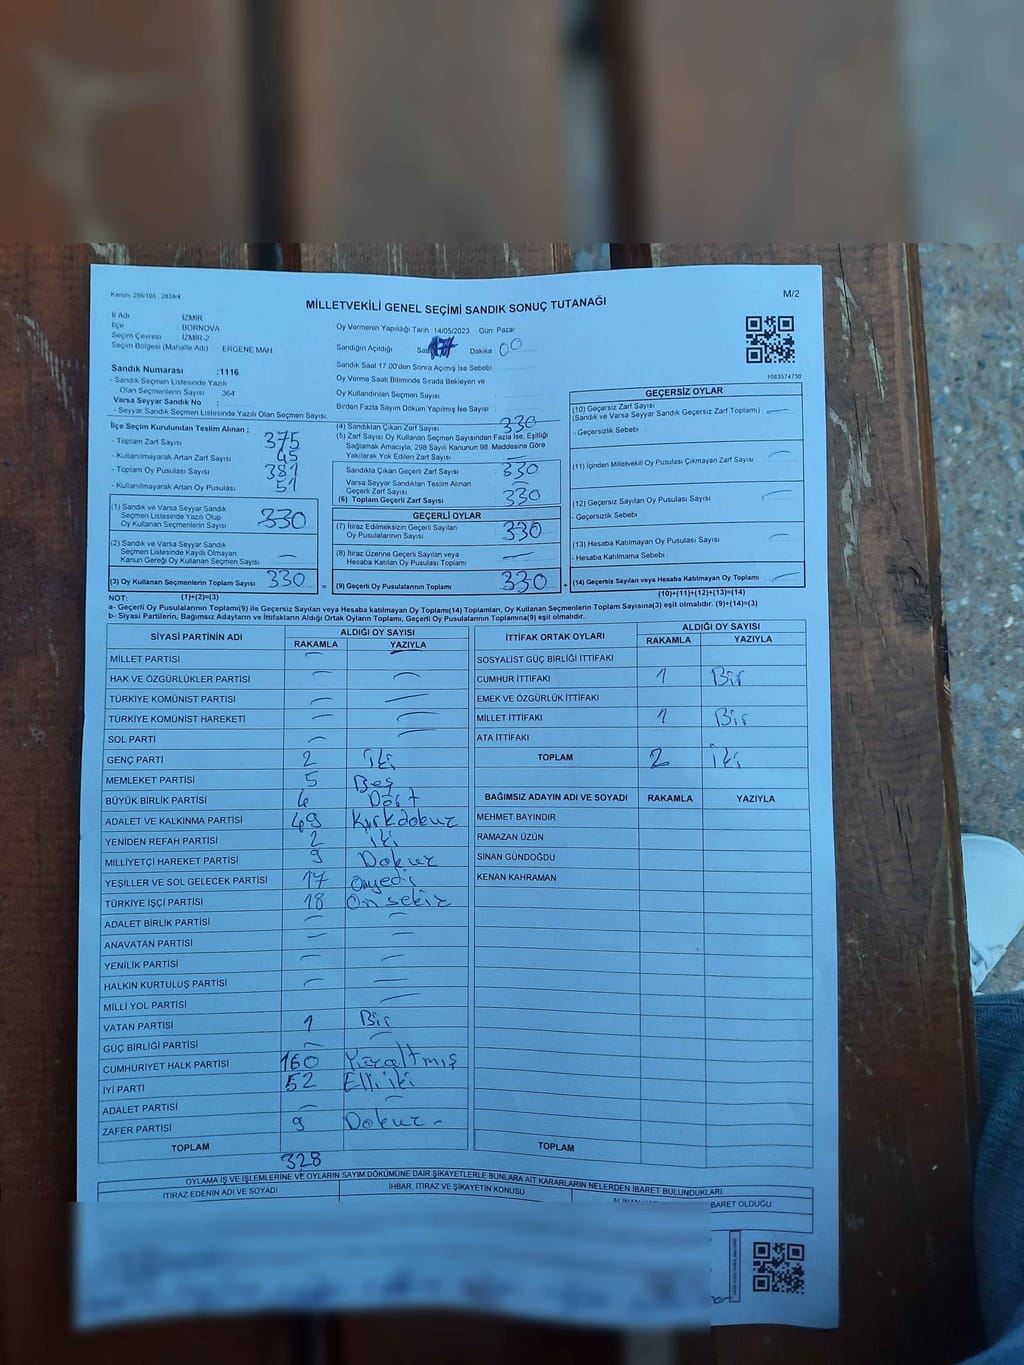 Kanun: 298/105 , 2839/4
MİLLETVEKİLİ GENEL SEÇİMİ SANDIK SONUÇ TUTANAĞI
M/2
İl Adı : İZMİR
İlçe BORNOVA
Seçim Çevresi İZMİR-2
Seçim Bölgesi (Mahalle Adı) ERGENE MAH
Sandık Numarası :1116
- Sandık Seçmen Listesinde Yazılı
Olan Seçmenlerin Sayısı : 364
Varsa Seyyar Sandık No :
- Seyyar Sandık Seçmen Listesinde Yazılı Olan Seçmen Sayısı:
Oy Vermenin Yapıldığı Tarih : 14/05/2023 Gün: Pazar
Sandığın Açıldığı Saat 17 Dakika 00
Sandık Saat 17.00'den Sonra Açımış İse Sebebi :
Oy Verme Saati Bitiminde Sırada Bekleyen ve
Oy Kullandırılan Seçmen Sayısı :
Birden Fazla Sayım Döküm Yapılmış İse Sayısı :
1083574730
İlçe Seçim Kurulundan Teslim Alınan ;
- Toplam Zarf Sayısı : 375
- Kullanılmayarak Artan Zarf Sayısı : 45
- Toplam Oy Pusulası Sayısı : 381
- Kullanılmayarak Artan Oy Pusulası : 51
(1) Sandık ve Varsa Seyyar Sandık
Seçmen Listesinde Yazılı Olup
Oy Kullanan Seçmenlerin Sayısı 330
(2) Sandık ve Varsa Seyyar Sandık
Seçmen Listesinde Kayıtlı Olmayan
Kanun Gereği Oy Kullanan Seçmen Sayısı —
(3) Oy Kullanan Seçmenlerin Toplam Sayısı 330 =
(4) Sandıktan Çıkan Zarf Sayısı : 330
(5) Zarf Sayısı Oy Kullanan Seçmen Sayısından Fazla İse, Eşitliği
Sağlamak Amacıyla, 298 Sayılı Kanunun 98. Maddesine Göre
Yakılarak Yok Edilen Zarf Sayısı : —
Sandıkta Çıkan Geçerli Zarf Sayısı : 330
Varsa Seyyar Sandıktan Teslim Alınan
Geçerli Zarf Sayısı : —
(6) Toplam Geçerli Zarf Sayısı 330
GEÇERLİ OYLAR
(7) İtiraz Edilmeksizin Geçerli Sayılan
Oy Pusulalarının Sayısı : 330
(8) İtiraz Üzerine Geçerli Sayılan veya
Hesaba Katılan Oy Pusulası Toplamı —
(9) Geçerli Oy Pusulalarının Toplamı 330 +
GEÇERSİZ OYLAR
(10) Geçersiz Zarf Sayısı
(Sandık ve Varsa Seyyar Sandık Geçersiz Zarf Toplamı) —
- Geçersizlik Sebebi :
(11) İçinden Milletvekili Oy Pusulası Çıkmayan Zarf Sayısı : —
(12) Geçersiz Sayılan Oy Pusulası Sayısı : —
- Geçersizlik Sebebi :
(13) Hesaba Katılmayan Oy Pusulası Sayısı : —
- Hesaba Katılmama Sebebi :
(14) Geçersiz Sayılan veya Hesaba Katılmayan Oy Toplamı —
NOT: (1)+(2)=(3)
(10)+(11)+(12)+(13)=(14)
a- Geçerli Oy Pusulalarının Toplamı(9) ile Geçersiz Sayılan veya Hesaba katılmayan Oy Toplamı(14) Toplamları, Oy Kullanan Seçmenlerin Toplam Sayısına(3) eşit olmalıdır. (9)+(14)=(3)
b- Siyasi Partilerin, Bağımsız Adayların ve İttifakların Aldığı Ortak Oyların Toplamı, Geçerli Oy Pusulalarının Toplamına(9) eşit olmalıdır.
SİYASİ PARTİNİN ADI ALDIĞI OY SAYISI
RAKAMLA YAZIYLA
MİLLET PARTİSİ — —
HAK VE ÖZGÜRLÜKLER PARTİSİ — —
TÜRKİYE KOMÜNİST PARTİSİ — —
TÜRKİYE KOMÜNİST HAREKETİ — —
SOL PARTİ — —
GENÇ PARTİ 2 iki
MEMLEKET PARTİSİ 5 Beş
BÜYÜK BİRLİK PARTİSİ 4 Dört
ADALET VE KALKINMA PARTİSİ 49 Kırkdokuz
YENİDEN REFAH PARTİSİ 2 iki
MİLLİYETÇİ HAREKET PARTİSİ 9 Dokuz
YEŞİLLER VE SOL GELECEK PARTİSİ 17 Onyedi
TÜRKİYE İŞÇİ PARTİSİ 18 Onsekiz
ADALET BİRLİK PARTİSİ — —
ANAVATAN PARTİSİ — —
YENİLİK PARTİSİ — —
HALKIN KURTULUŞ PARTİSİ — —
MİLLİ YOL PARTİSİ —
VATAN PARTİSİ 1 Bir
GÜÇ BİRLİĞİ PARTİSİ — —
CUMHURİYET HALK PARTİSİ 160 Yüzaltmış
İYİ PARTİ 52 Elliiki
ADALET PARTİSİ — —
ZAFER PARTİSİ 9 Dokuz -
TOPLAM 328
İTTİFAK ORTAK OYLARI ALDIĞI OY SAYISI
RAKAMLA YAZIYLA
SOSYALİST GÜÇ BİRLİĞİ İTTİFAKI
CUMHUR İTTİFAKI 1 Bir
EMEK VE ÖZGÜRLÜK İTTİFAKI
MİLLET İTTİFAKI 1 Bir
ATA İTTİFAKI
TOPLAM 2 iki
BAĞIMSIZ ADAYIN ADI VE SOYADI RAKAMLA YAZIYLA
MEHMET BAYINDIR
RAMAZAN ÜZÜN
SİNAN GÜNDOĞDU
KENAN KAHRAMAN
TOPLAM
OYLAMA İŞ VE İŞLEMLERİNE VE OYLARIN SAYIM DÖKÜMÜNE DAİR ŞİKAYETLERLE BUNLARA AİT KARARLARIN NELERDEN İBARET BULUNDUKLARI
İTİRAZ EDENİN ADI VE SOYADI
İHBAR, İTİRAZ VE ŞİKAYETİN KONUSU
BARET OLDUĞU